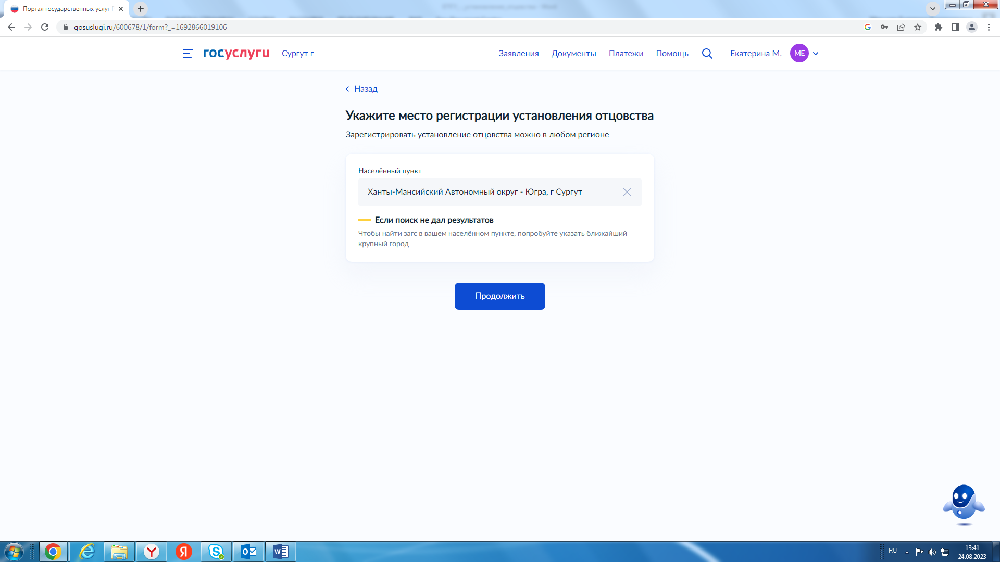 Портал государственных услуг
gosuslugi.ru/600678/1/form?_=1692866019106
госуслуги
Сургут г
Заявления
Документы
Платежи
Помощь
Екатерина М.
МЕ
Назад
Укажите место регистрации установления отцовства
Зарегистрировать установление отцовства можно в любом регионе
Населённый пункт
Ханты-Мансийский Автономный округ - Югра, г Сургут
Если поиск не дал результатов
Чтобы найти загс в вашем населённом пункте, попробуйте указать ближайший
крупный город
Продолжить
RU
13:41
24.08.2023